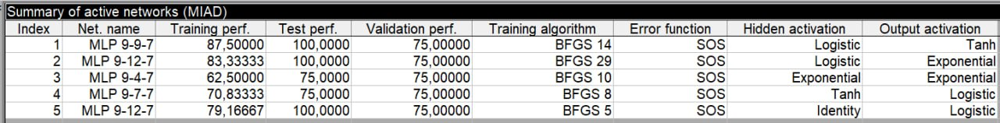 Summary of active networks (MIAD)
Index Net. name Training perf. Test perf. Validation perf. Training algorithm Error function Hidden activation Output activation
1 MLP 9-9-7 87,50000 100,0000 75,00000 BFGS 14 SOS Logistic Tanh
2 MLP 9-12-7 83,33333 100,0000 75,00000 BFGS 29 SOS Logistic Exponential
3 MLP 9-4-7 62,50000 75,0000 75,00000 BFGS 10 SOS Exponential Exponential
4 MLP 9-7-7 70,83333 75,0000 75,00000 BFGS 8 SOS Tanh Logistic
5 MLP 9-12-7 79,16667 100,0000 75,00000 BFGS 5 SOS Identity Logistic